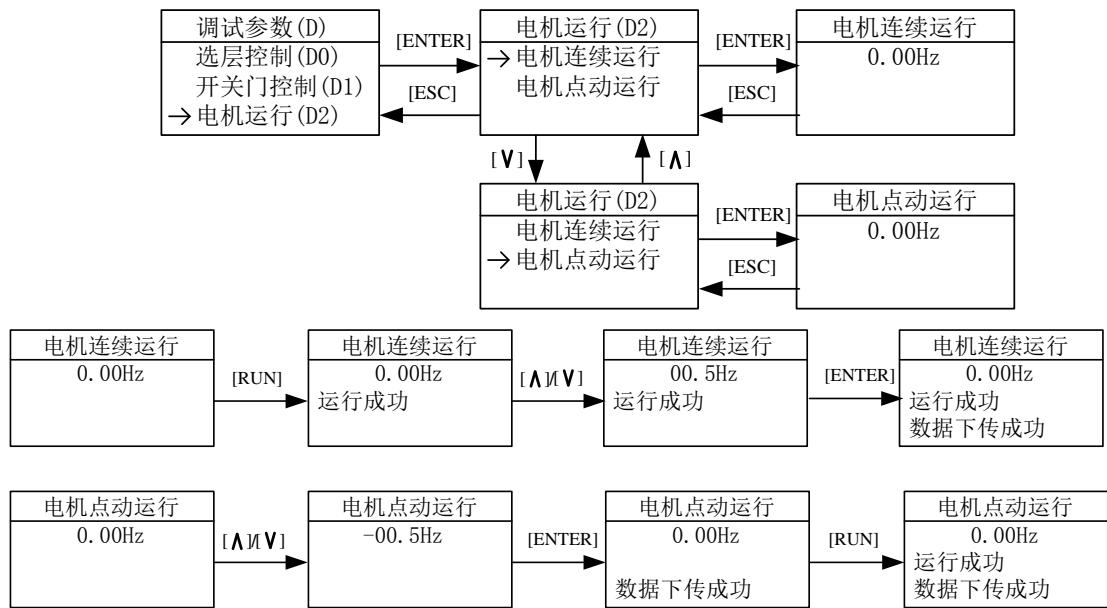 调试参数(D)
选层控制(D0)
开关门控制(D1)
→电机运行(D2)
[ENTER]
[ESC]
电机运行(D2)
→电机连续运行
电机点动运行
[ENTER]
[ESC]
电机连续运行
0.00Hz
[∨]
[∧]
电机运行(D2)
电机连续运行
→电机点动运行
[ENTER]
[ESC]
电机点动运行
0.00Hz
电机连续运行
0.00Hz
[RUN]
电机连续运行
0.00Hz
运行成功
[∧]/[∨]
电机连续运行
00.5Hz
运行成功
[ENTER]
电机连续运行
0.00Hz
运行成功
数据下传成功
电机点动运行
0.00Hz
[∧]/[∨]
电机点动运行
-00.5Hz
[ENTER]
电机点动运行
0.00Hz
数据下传成功
[RUN]
电机点动运行
0.00Hz
运行成功
数据下传成功